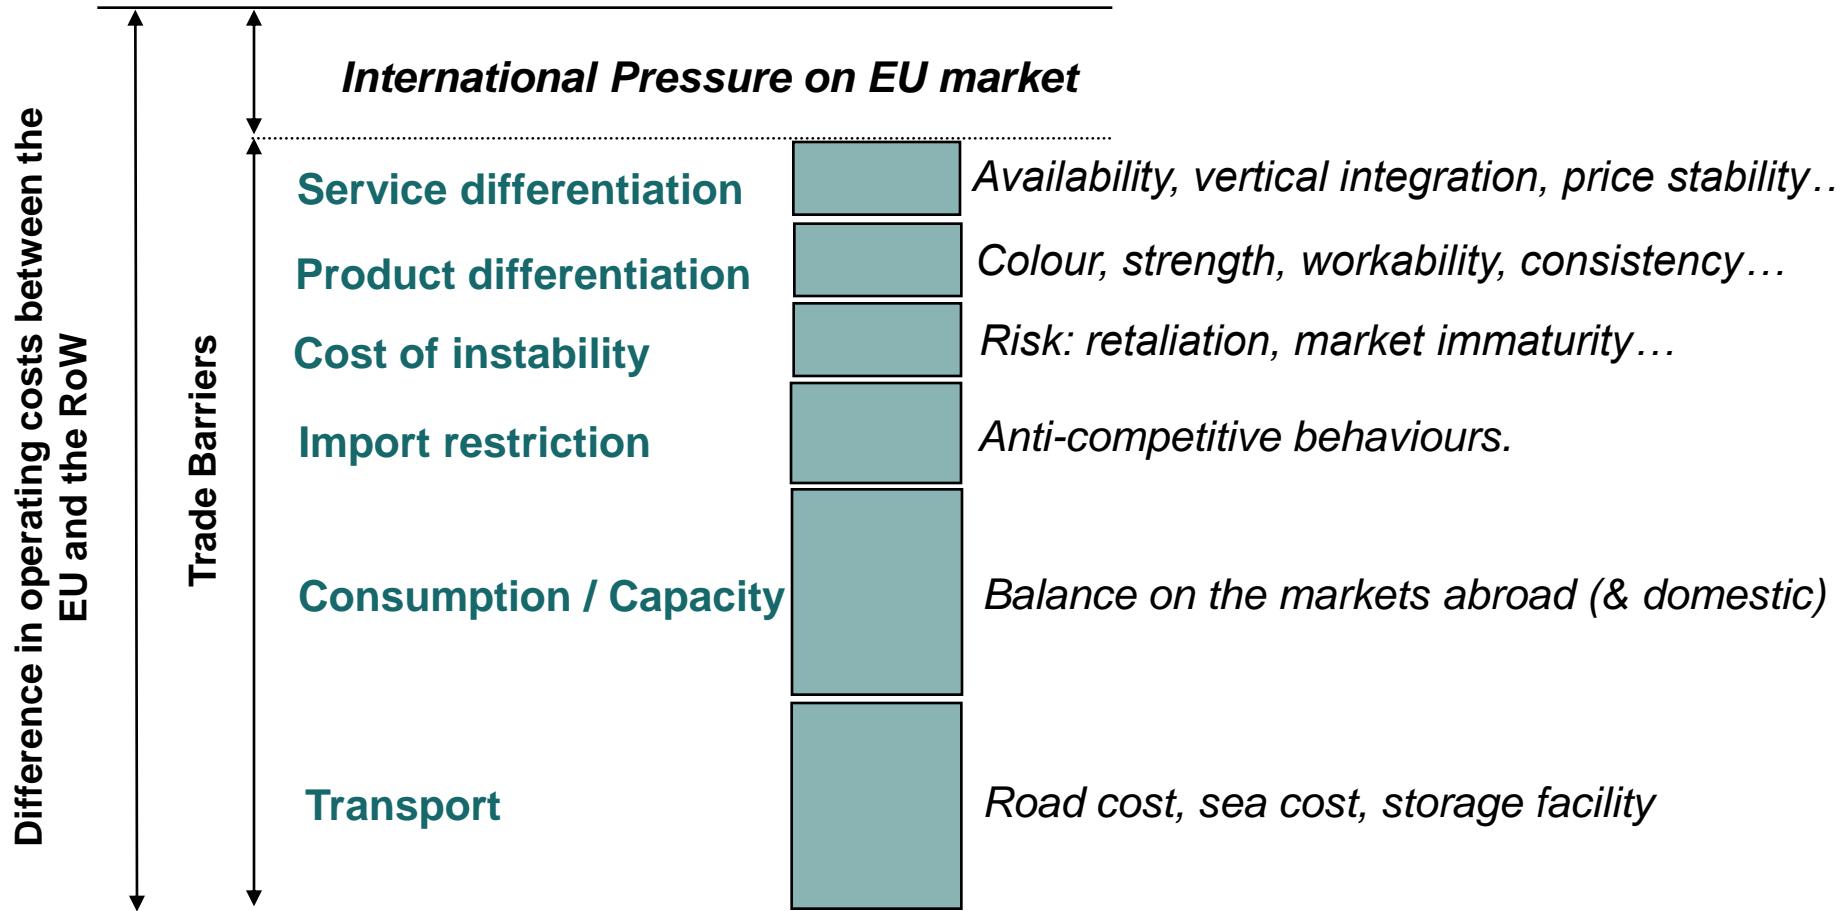 Difference in operating costs between the
EU and the RoW
Trade Barriers
International Pressure on EU market
Service differentiation
Availability, vertical integration, price stability…
Product differentiation
Colour, strength, workability, consistency…
Cost of instability
Risk: retaliation, market immaturity…
Import restriction
Anti-competitive behaviours.
Consumption / Capacity
Balance on the markets abroad (& domestic)
Transport
Road cost, sea cost, storage facility